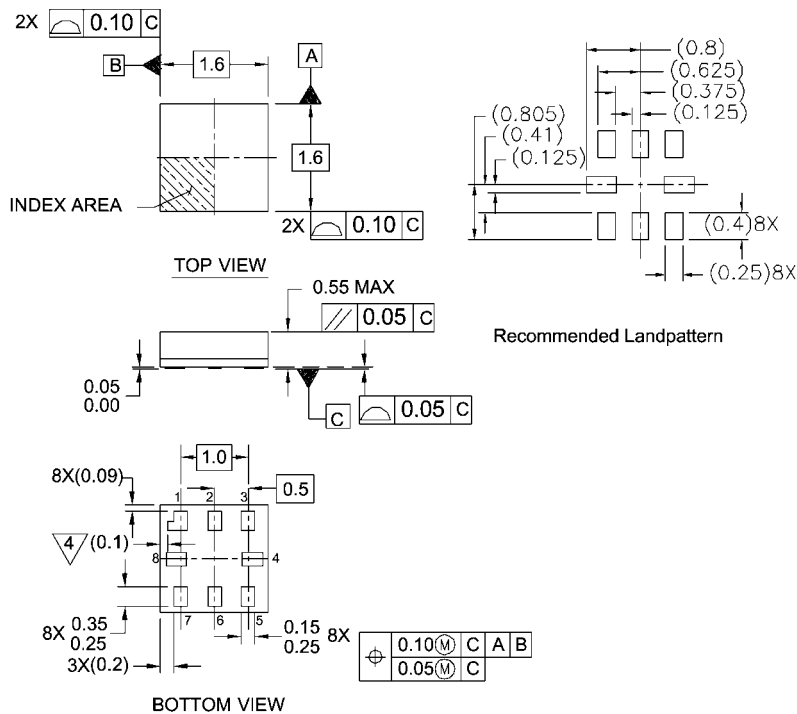 2X ⌓ 0.10 C
B
1.6
A
1.6
INDEX AREA
2X ⌓ 0.10 C
TOP VIEW
(0.8)
(0.625)
(0.375)
(0.125)
(0.805)
(0.41)
(0.125)
(0.4)8X
(0.25)8X
Recommended Landpattern
0.55 MAX
// 0.05 C
0.05
0.00
C
⌓ 0.05 C
1.0
8X(0.09)
0.5
1 2 3
4 (0.1)
8 4
8X 0.35
0.25
7 6 5
0.15 8X
0.25
3X(0.2)
⌖ 0.10Ⓜ C A B
0.05Ⓜ C
BOTTOM VIEW